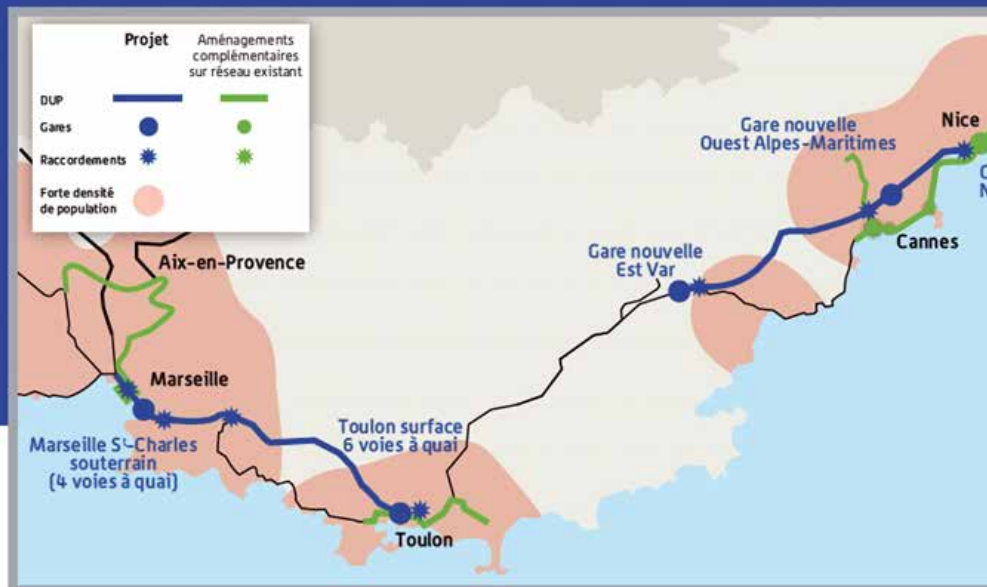 Projet
Aménagements
complémentaires
sur réseau existant
DUP
Gares
Raccordements
Forte densité
de population
Gare nouvelle
Ouest Alpes-Maritimes
Nice
Cannes
Aix-en-Provence
Gare nouvelle
Est Var
Marseille
Marseille Sᵗ-Charles
souterrain
(4 voies à quai)
Toulon surface
6 voies à quai
Toulon